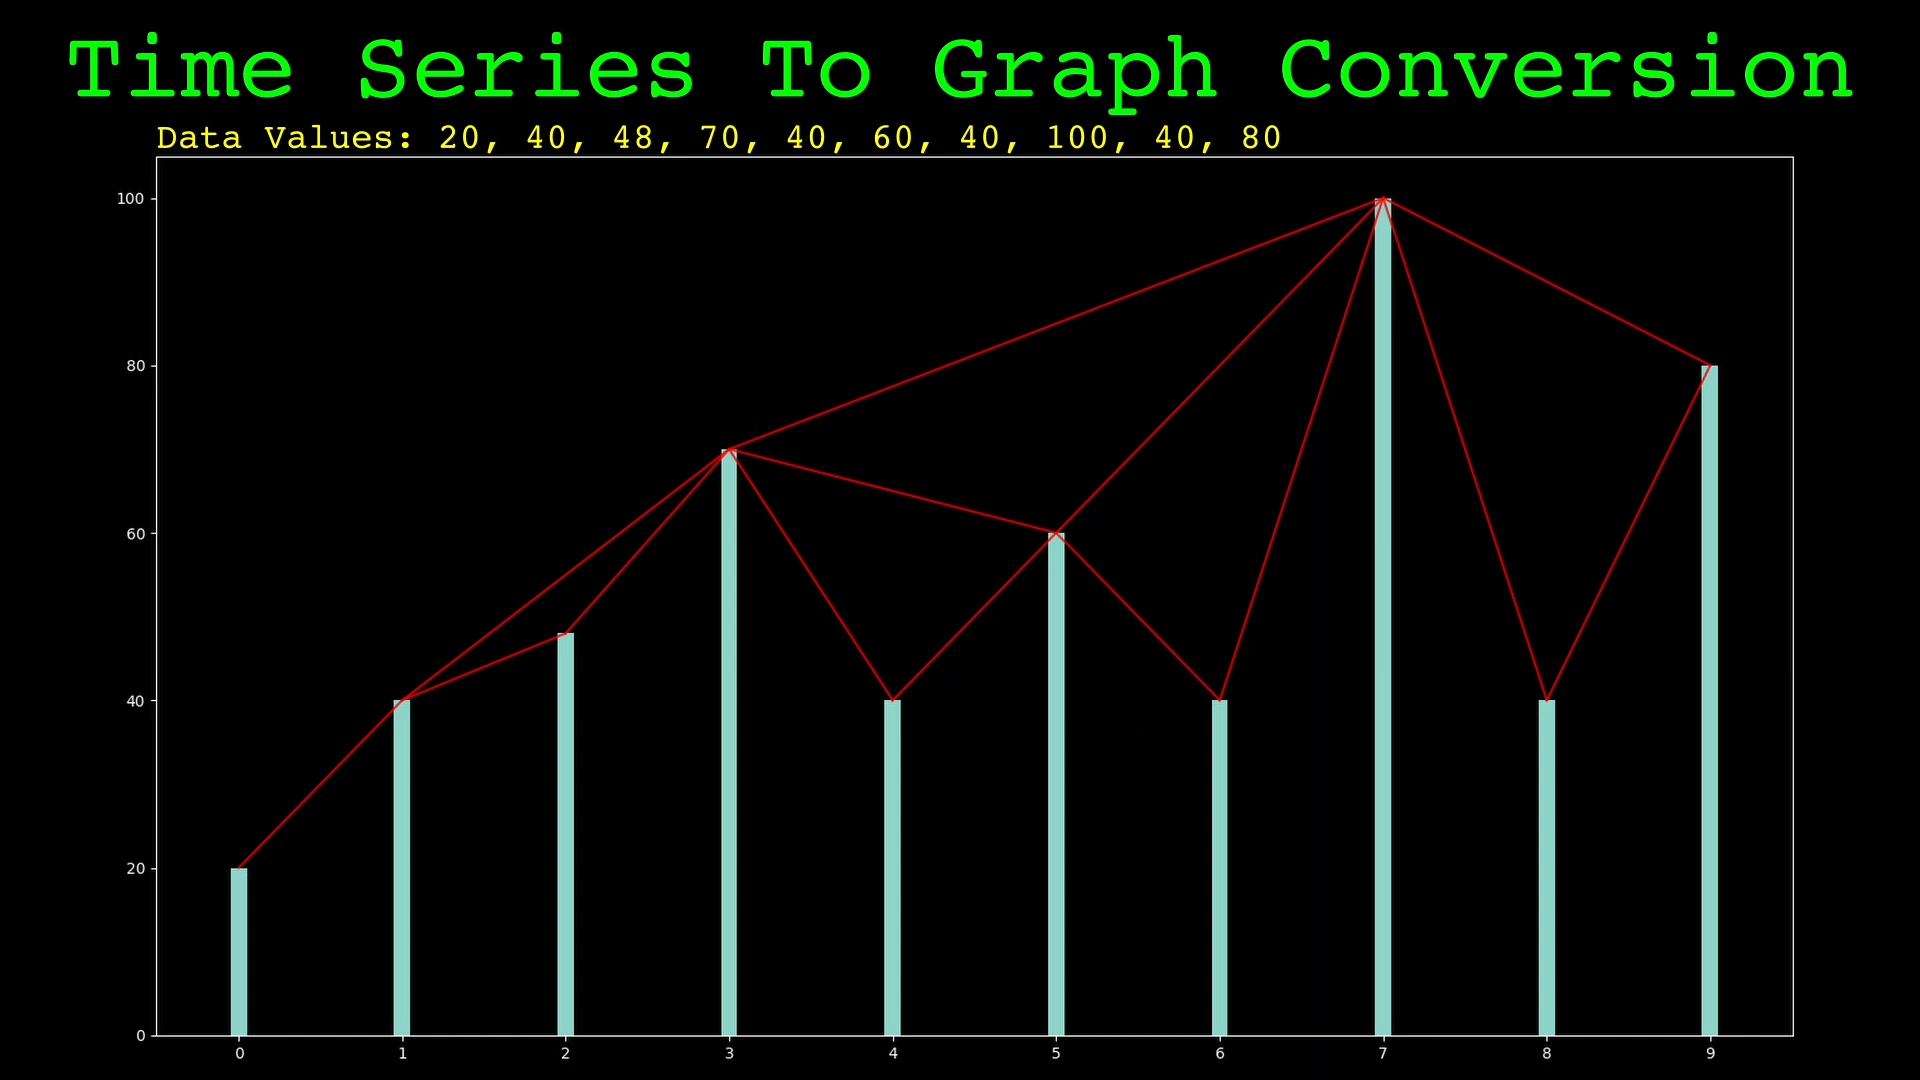 Time Series To Graph Conversion
Data Values: 20, 40, 48, 70, 40, 60, 40, 100, 40, 80
100
80
60
40
20
0
0 1 2 3 4 5 6 7 8 9